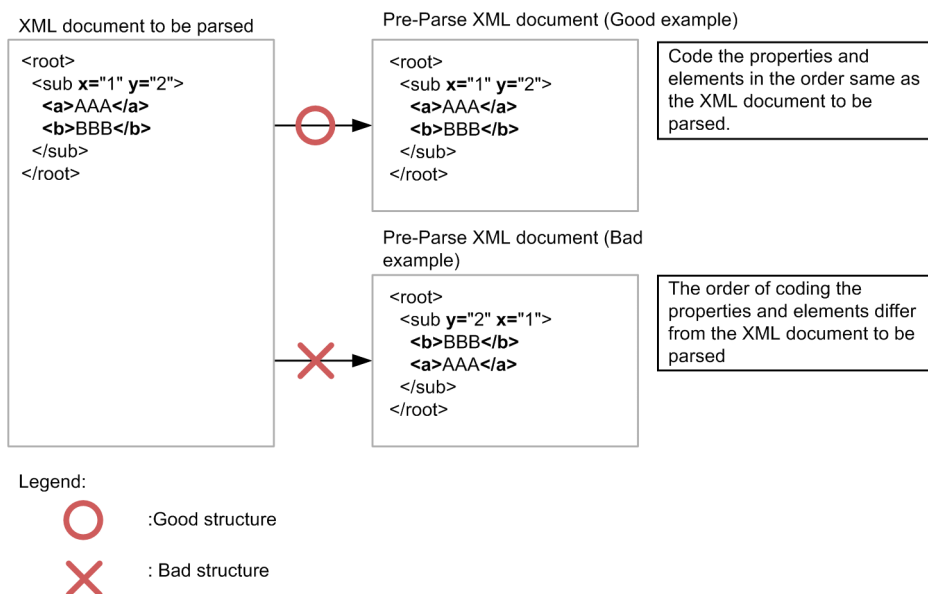 XML document to be parsed
<root>
<sub x="1" y="2">
<a>AAA</a>
<b>BBB</b>
</sub>
</root>
Pre-Parse XML document (Good example)
<root>
<sub x="1" y="2">
<a>AAA</a>
<b>BBB</b>
</sub>
</root>
Code the properties and
elements in the order same as
the XML document to be
parsed.
Pre-Parse XML document (Bad
example)
<root>
<sub y="2" x="1">
<b>BBB</b>
<a>AAA</a>
</sub>
</root>
The order of coding the
properties and elements differ
from the XML document to be
parsed
Legend:
:Good structure
: Bad structure